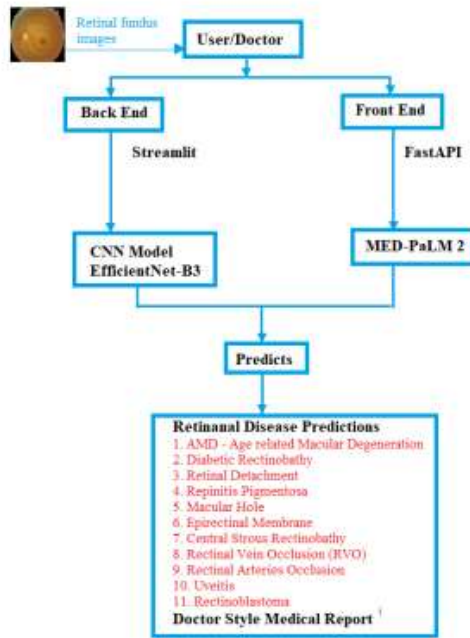 Retinal fundus
images
User/Doctor
Back End
Front End
Streamlit
FastAPI
CNN Model
EfficientNet-B3
MED-PaLM 2
Predicts
Retinanal Disease Predictions
1. AMD - Age related Macular Degeneration
2. Diabetic Rectinobathy
3. Retinal Detachment
4. Repinitis Pigmentosa
5. Macular Hole
6. Epirectinal Membrane
7. Central Strous Rectinobathy
8. Rectinal Vein Occlusion (RVO)
9. Rectinal Arteries Occlusion
10. Uveitis
11. Rectinoblastoma
Doctor Style Medical Report